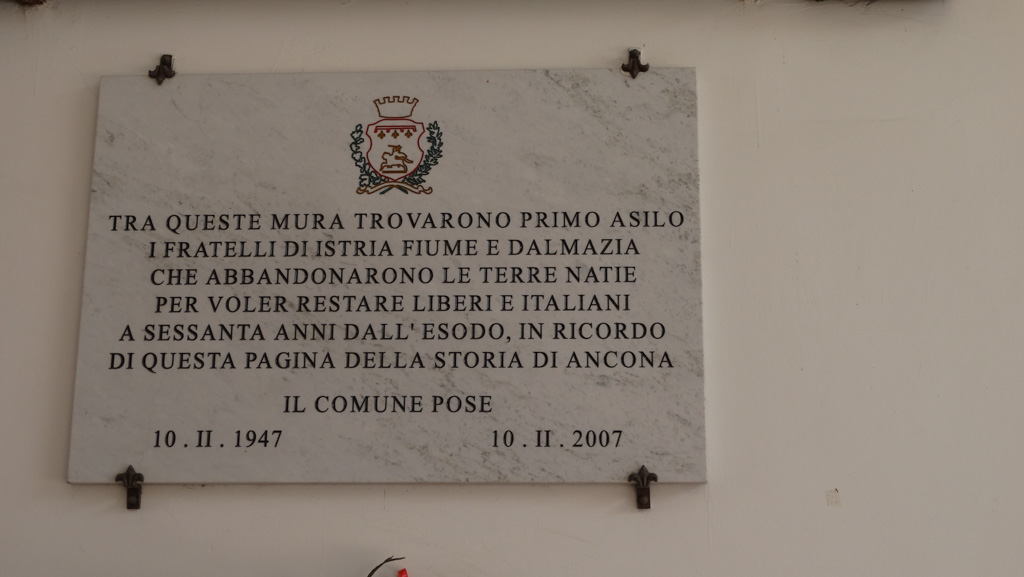 TRA QUESTE MURA TROVARONO PRIMO ASILO
I FRATELLI DI ISTRIA FIUME E DALMAZIA
CHE ABBANDONARONO LE TERRE NATIE
PER VOLER RESTARE LIBERI E ITALIANI
A SESSANTA ANNI DALL' ESODO, IN RICORDO
DI QUESTA PAGINA DELLA STORIA DI ANCONA
IL COMUNE POSE
10 . II . 1947 10 . II . 2007